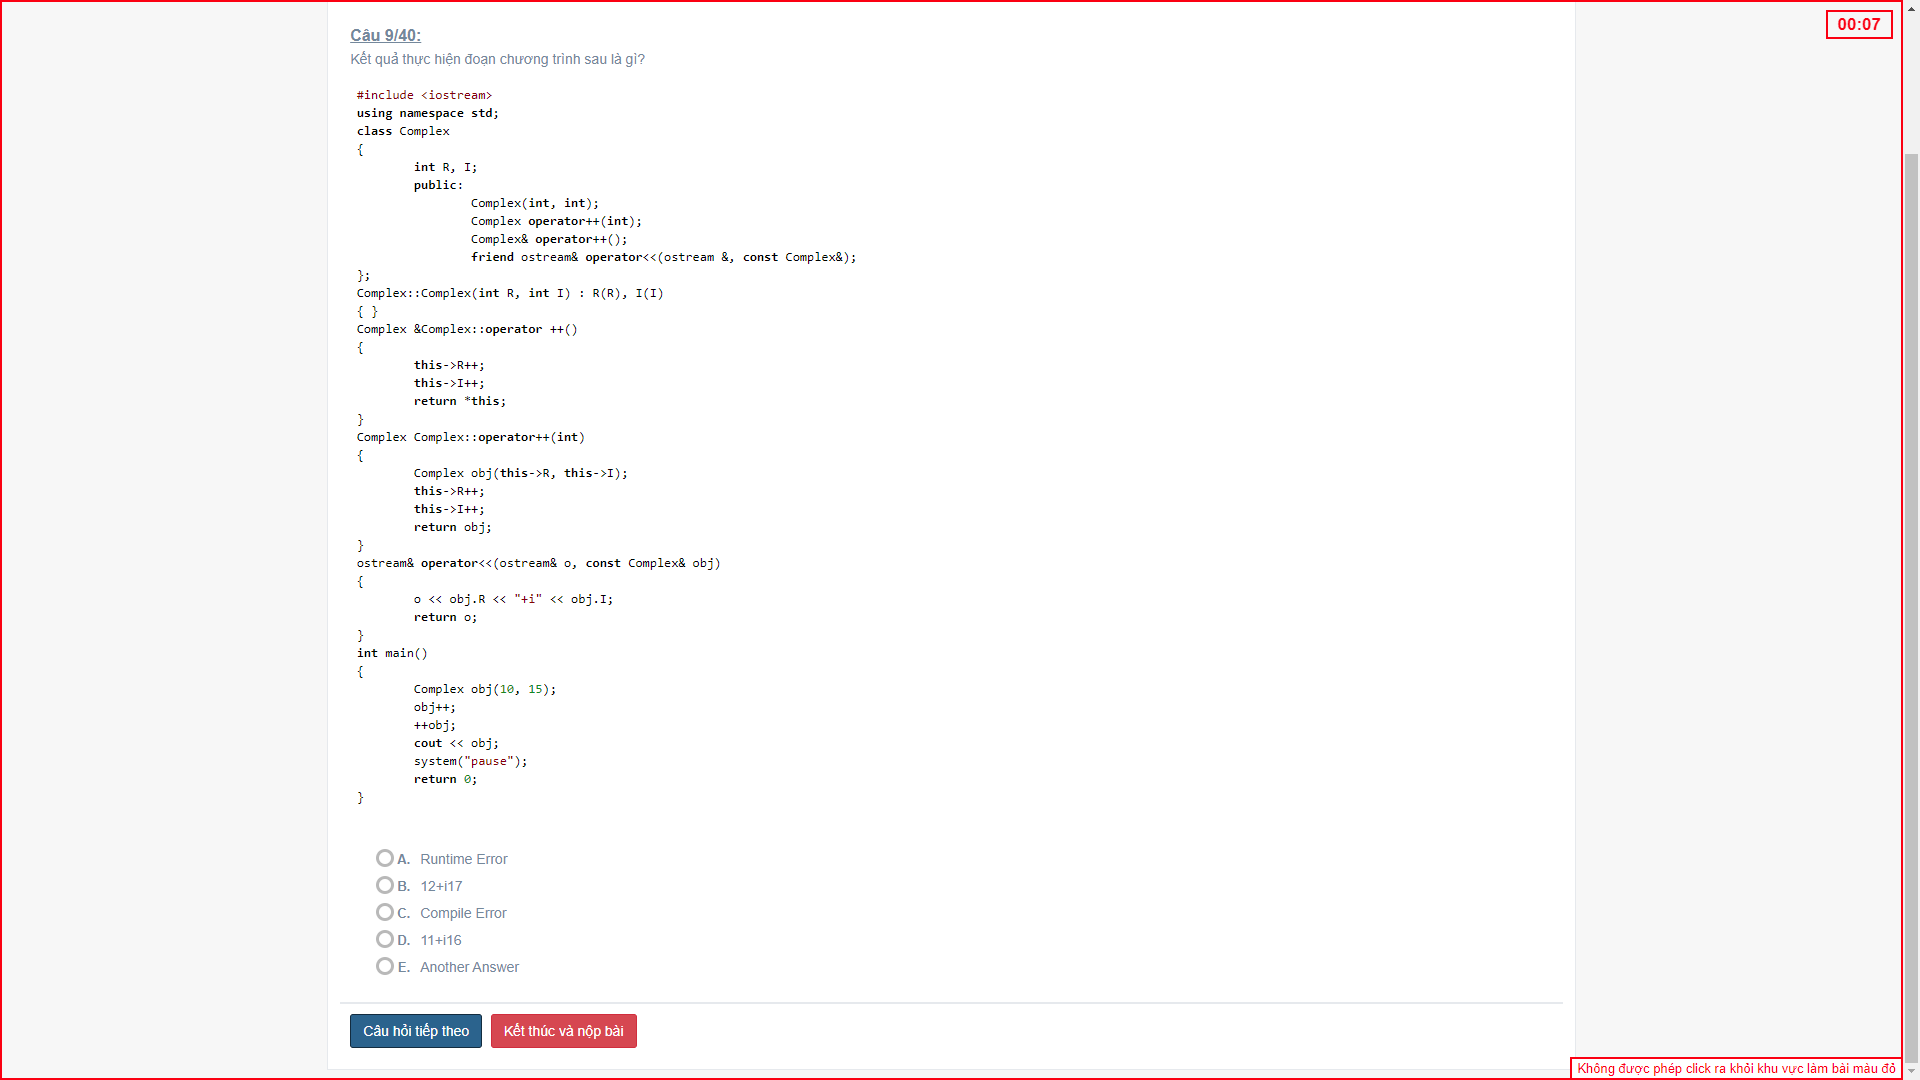 00:07
Câu 9/40:
Kết quả thực hiện đoạn chương trình sau là gì?
#include <iostream>
using namespace std;
class Complex
{
int R, I;
public:
Complex(int, int);
Complex operator++(int);
Complex& operator++();
friend ostream& operator<<(ostream &, const Complex&);
};
Complex::Complex(int R, int I) : R(R), I(I)
{ }
Complex &Complex::operator ++()
{
this->R++;
this->I++;
return *this;
}
Complex Complex::operator++(int)
{
Complex obj(this->R, this->I);
this->R++;
this->I++;
return obj;
}
ostream& operator<<(ostream& o, const Complex& obj)
{
o << obj.R << "+i" << obj.I;
return o;
}
int main()
{
Complex obj(10, 15);
obj++;
++obj;
cout << obj;
system("pause");
return 0;
}
A. Runtime Error
B. 12+i17
C. Compile Error
D. 11+i16
E. Another Answer
Câu hỏi tiếp theo Kết thúc và nộp bài
Không được phép click ra khỏi khu vực làm bài màu đỏ